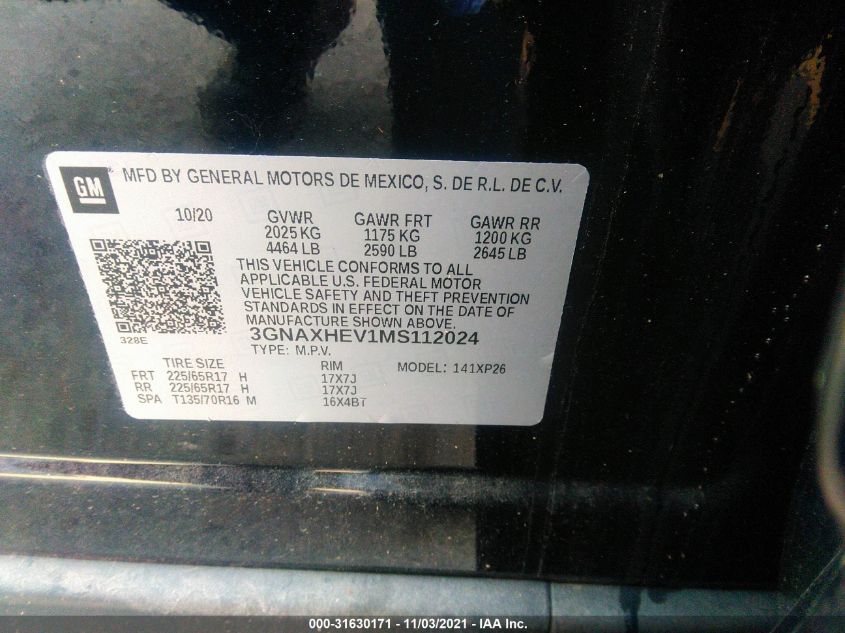 GM
MFD BY GENERAL MOTORS DE MEXICO, S. DE R.L. DE C.V.
10/20 GVWR GAWR FRT GAWR RR
2025 KG 1175 KG 1200 KG
4464 LB 2590 LB 2645 LB
THIS VEHICLE CONFORMS TO ALL
APPLICABLE U.S. FEDERAL MOTOR
VEHICLE SAFETY AND THEFT PREVENTION
STANDARDS IN EFFECT ON THE DATE OF
MANUFACTURE SHOWN ABOVE.
328E 3GNAXHEV1MS112024
TYPE: M.P.V.
TIRE SIZE RIM MODEL: 141XP26
FRT 225/65R17 H 17X7J
RR 225/65R17 H 17X7J
SPA T135/70R16 M 16X4BT
000-31630171 - 11/03/2021 - IAA Inc.